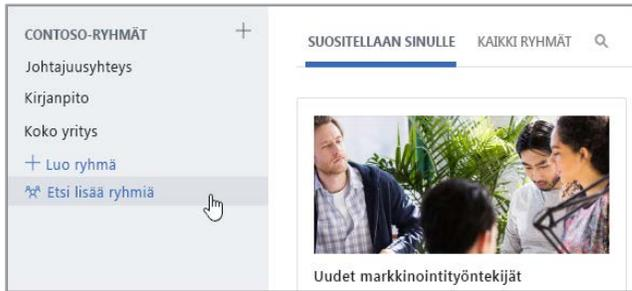 CONTOSO-RYHMÄT
Johtajuusyhteys
Kirjanpito
Koko yritys
Luo ryhmä
Etsi lisää ryhmiä
SUOSITELLAAN SINULLE KAIKKI RYHMÄT
Uudet markkinointityöntekijät